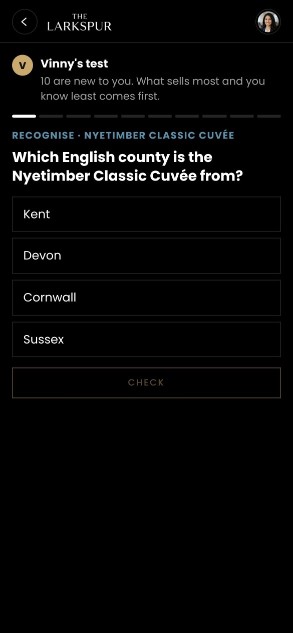 THE
LARKSPUR
V
Vinny's test
10 are new to you. What sells most and you
know least comes first.
RECOGNISE · NYETIMBER CLASSIC CUVÉE
Which English county is the
Nyetimber Classic Cuvée from?
Kent
Devon
Cornwall
Sussex
CHECK